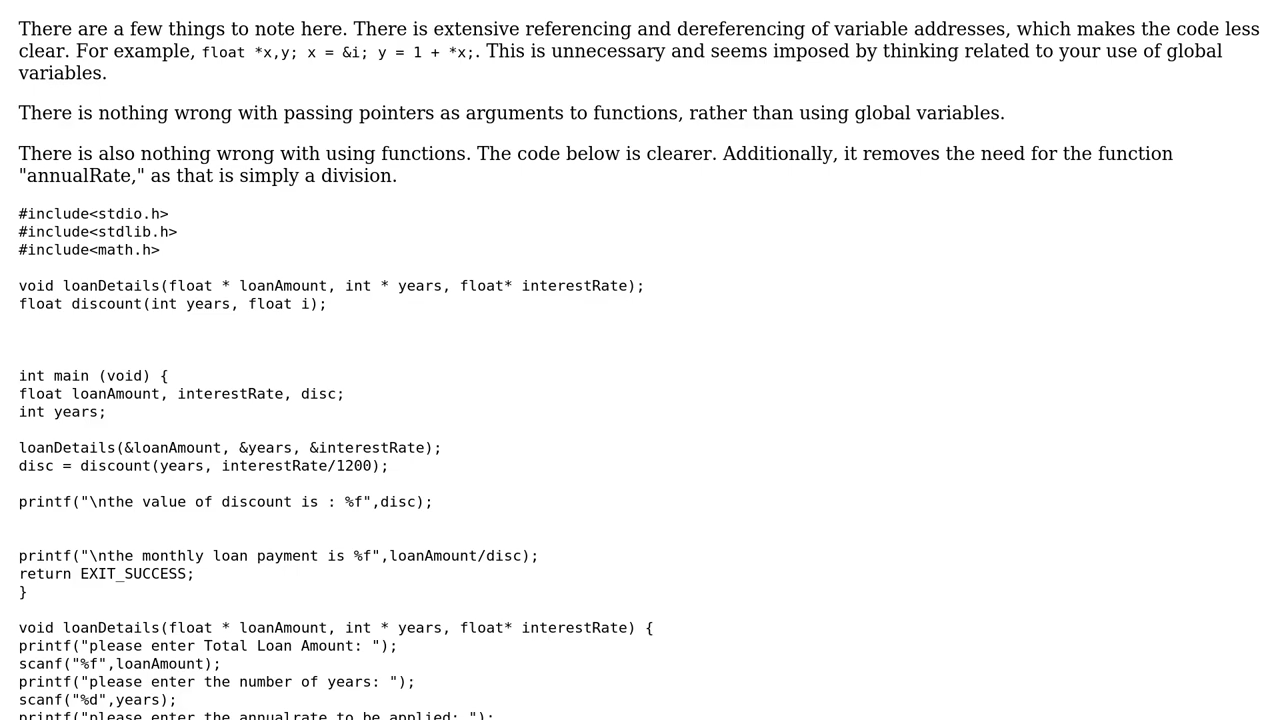 There are a few things to note here. There is extensive referencing and dereferencing of variable addresses, which makes the code less
clear. For example, float *x,y; x = &i; y = 1 + *x;. This is unnecessary and seems imposed by thinking related to your use of global
variables.
There is nothing wrong with passing pointers as arguments to functions, rather than using global variables.
There is also nothing wrong with using functions. The code below is clearer. Additionally, it removes the need for the function
"annualRate," as that is simply a division.
#include<stdio.h>
#include<stdlib.h>
#include<math.h>
void loanDetails(float * loanAmount, int * years, float* interestRate);
float discount(int years, float i);
int main (void) {
float loanAmount, interestRate, disc;
int years;
loanDetails(&loanAmount, &years, &interestRate);
disc = discount(years, interestRate/1200);
printf("\nthe value of discount is : %f",disc);
printf("\nthe monthly loan payment is %f",loanAmount/disc);
return EXIT_SUCCESS;
}
void loanDetails(float * loanAmount, int * years, float* interestRate) {
printf("please enter Total Loan Amount: ");
scanf("%f",loanAmount);
printf("please enter the number of years: ");
scanf("%d",years);
printf("please enter the annualrate to be applied: ");